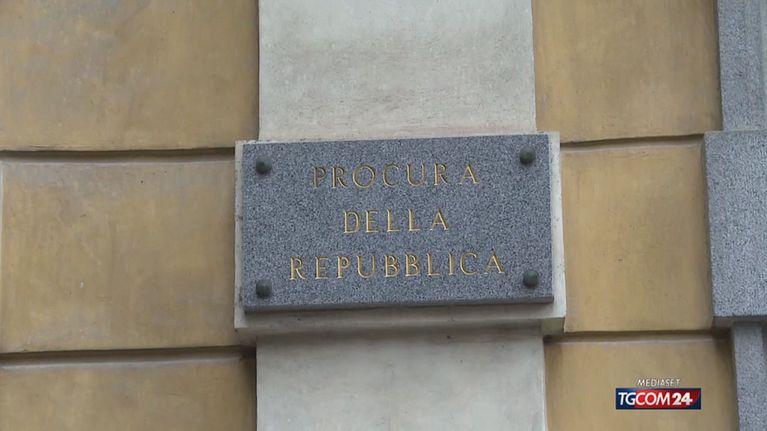 PROCURA
DELLA
REPUBBLICA
MEDIASET
TGCOM24